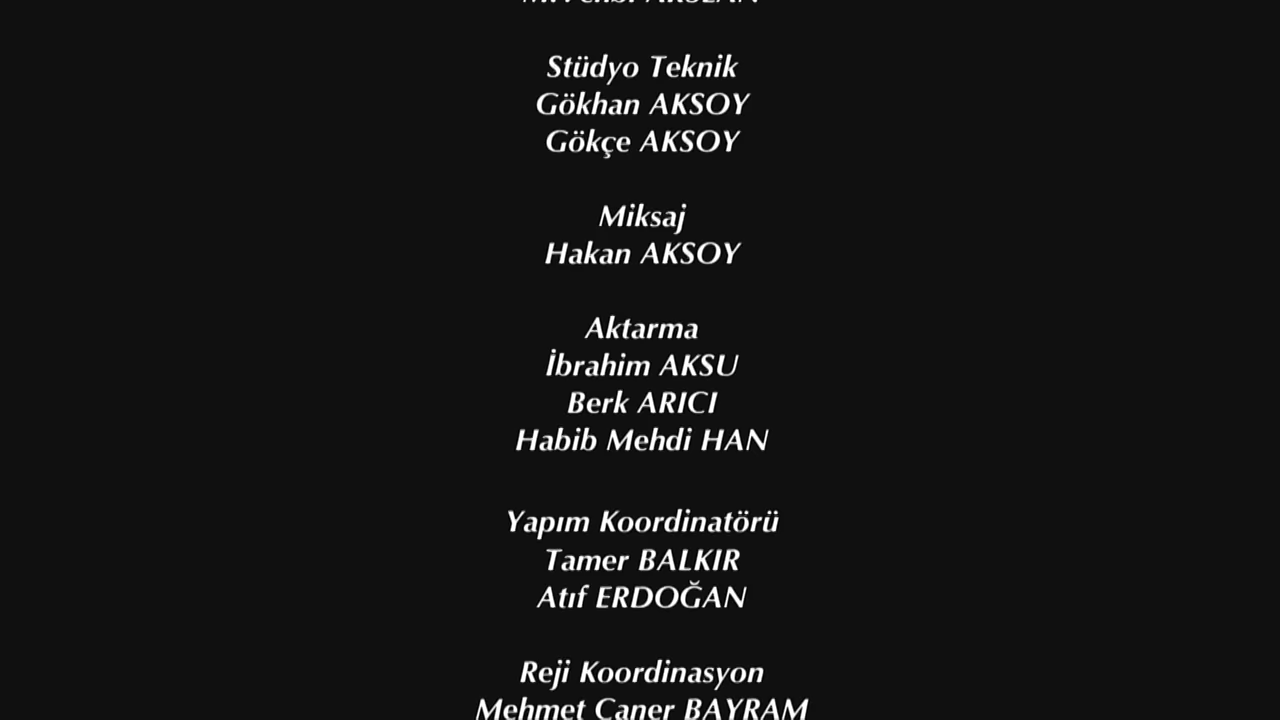 Stüdyo Teknik
Gökhan AKSOY
Gökçe AKSOY
Miksaj
Hakan AKSOY
Aktarma
İbrahim AKSU
Berk ARICI
Habib Mehdi HAN
Yapım Koordinatörü
Tamer BALKIR
Atıf ERDOĞAN
Reji Koordinasyon
Mehmet Caner BAYRAM